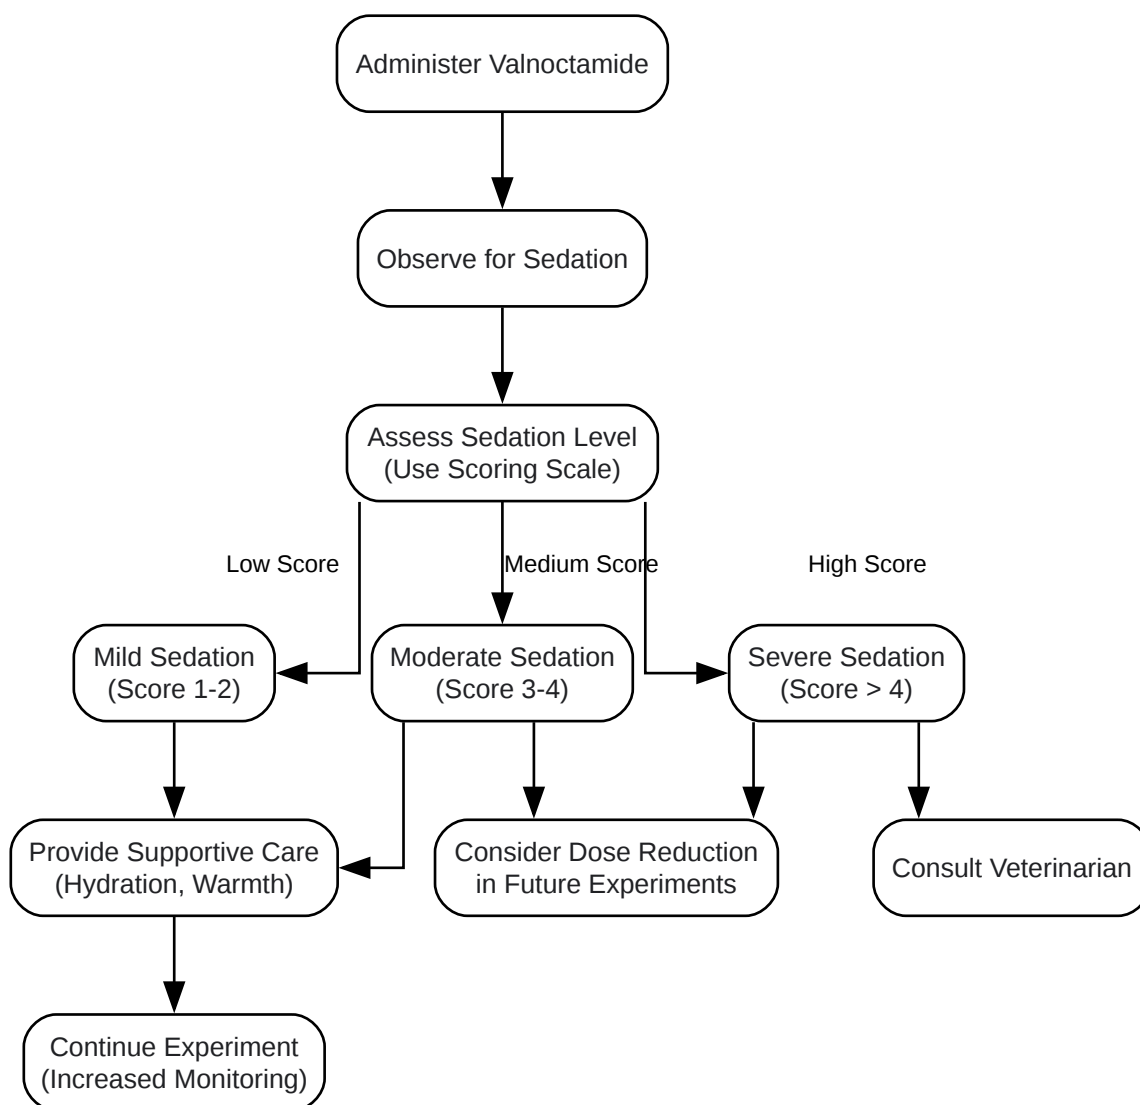 Administer Valnoctamide
Observe for Sedation
Assess Sedation Level
(Use Scoring Scale)
Low Score
Medium Score
High Score
Mild Sedation
(Score 1-2)
Moderate Sedation
(Score 3-4)
Severe Sedation
(Score > 4)
Provide Supportive Care
(Hydration, Warmth)
Consider Dose Reduction
in Future Experiments
Consult Veterinarian
Continue Experiment
(Increased Monitoring)